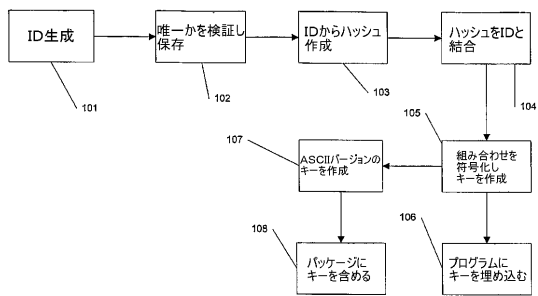 ID生成
101
唯一かを検証し
保存
102
IDからハッシュ
作成
103
ハッシュをIDと
結合
104
105
組み合わせを
符号化し
キーを作成
107
ASCIIバージョンの
キーを作成
106
プログラムに
キーを埋め込む
108
パッケージに
キーを含める